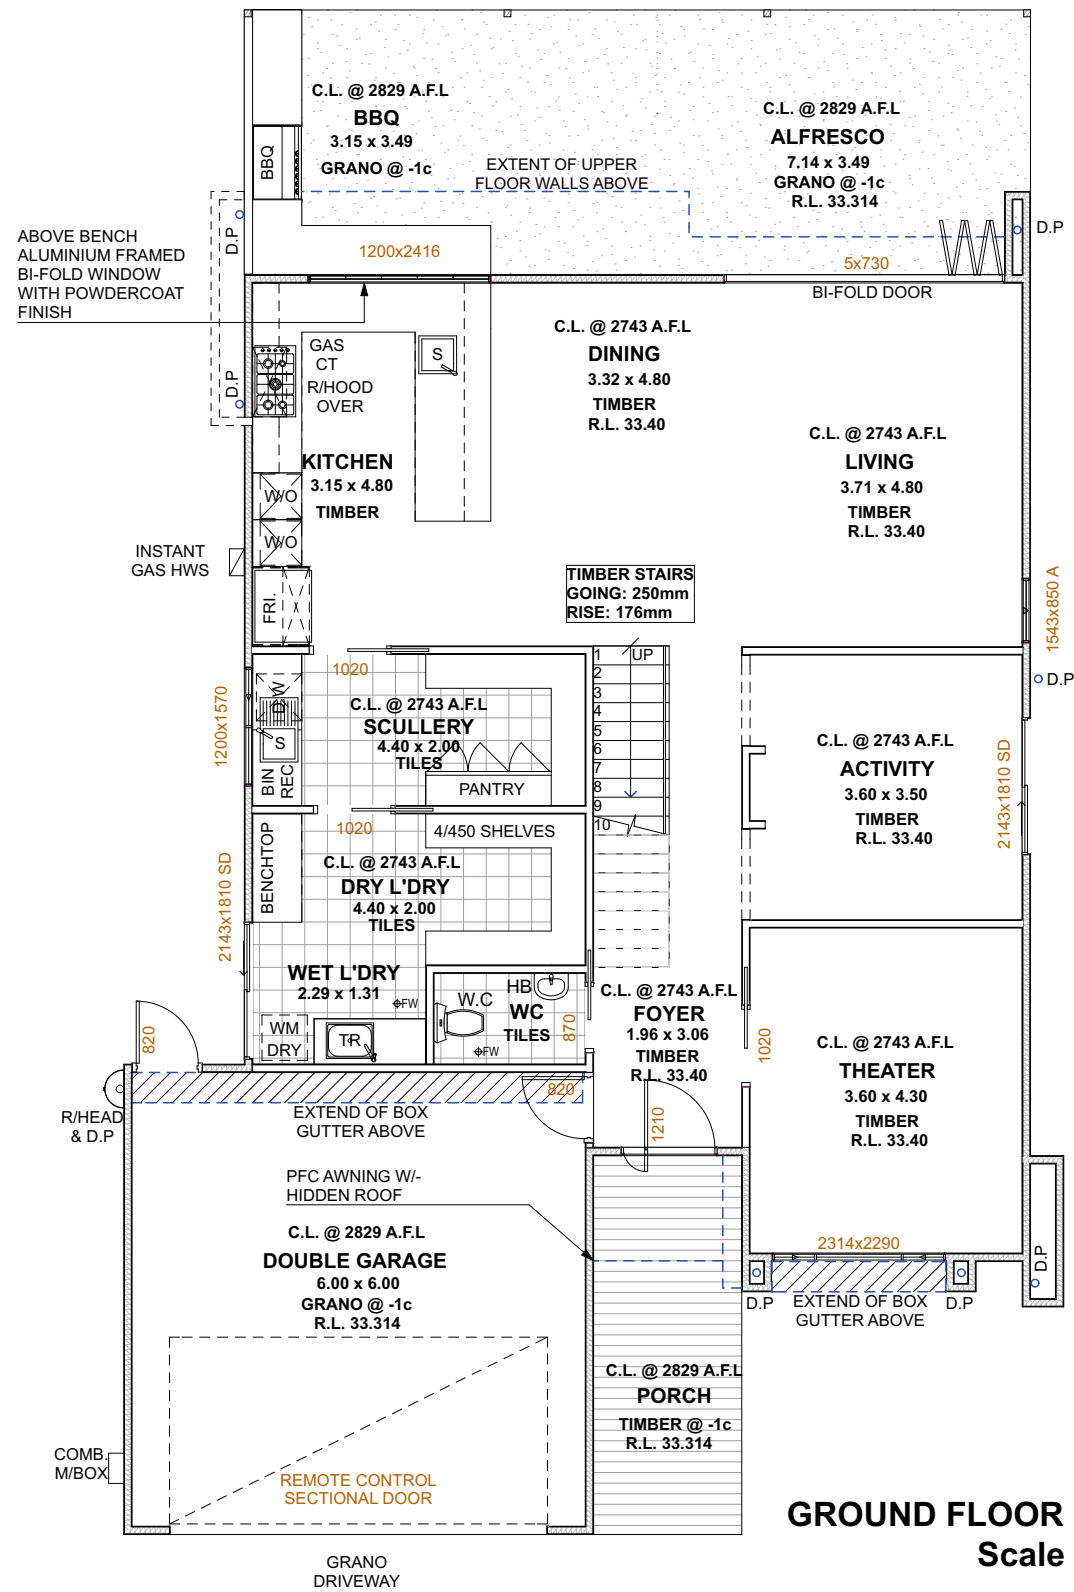 C.L. @ 2829 A.F.L
BBQ
3.15 x 3.49
GRANO @ -1c
BBQ
C.L. @ 2829 A.F.L
ALFRESCO
7.14 x 3.49
GRANO @ -1c
R.L. 33.314
EXTENT OF UPPER
FLOOR WALLS ABOVE
D.P
D.P
ABOVE BENCH
ALUMINIUM FRAMED
BI-FOLD WINDOW
WITH POWDERCOAT
FINISH
1200x2416
5x730
BI-FOLD DOOR
D.P
GAS
CT
R/HOOD
OVER
S
C.L. @ 2743 A.F.L
DINING
3.32 x 4.80
TIMBER
R.L. 33.40
C.L. @ 2743 A.F.L
LIVING
3.71 x 4.80
TIMBER
R.L. 33.40
KITCHEN
3.15 x 4.80
TIMBER
W/O
W/O
FRI.
INSTANT
GAS HWS
TIMBER STAIRS
GOING: 250mm
RISE: 176mm
1543x850 A
D.P
1 UP
2
3
4
5
6
7
8
9
10
1020
1200x1570
D/W
S
BIN
REC
C.L. @ 2743 A.F.L
SCULLERY
4.40 x 2.00
TILES
PANTRY
C.L. @ 2743 A.F.L
ACTIVITY
3.60 x 3.50
TIMBER
R.L. 33.40
2143x1810 SD
1020
4/450 SHELVES
BENCHTOP
2143x1810 SD
C.L. @ 2743 A.F.L
DRY L'DRY
4.40 x 2.00
TILES
WET L'DRY
2.29 x 1.31
FW
WM
DRY
TR
HB
W.C
WC
TILES
FW
870
C.L. @ 2743 A.F.L
FOYER
1.96 x 3.06
TIMBER
R.L. 33.40
1020
C.L. @ 2743 A.F.L
THEATER
3.60 x 4.30
TIMBER
R.L. 33.40
820
820
1210
R/HEAD
& D.P
EXTEND OF BOX
GUTTER ABOVE
PFC AWNING W/-
HIDDEN ROOF
C.L. @ 2829 A.F.L
DOUBLE GARAGE
6.00 x 6.00
GRANO @ -1c
R.L. 33.314
2314x2290
D.P
EXTEND OF BOX
GUTTER ABOVE
D.P
D.P
C.L. @ 2829 A.F.L
PORCH
TIMBER @ -1c
R.L. 33.314
COMB.
M/BOX
REMOTE CONTROL
SECTIONAL DOOR
GRANO
DRIVEWAY
GROUND FLOOR
Scale